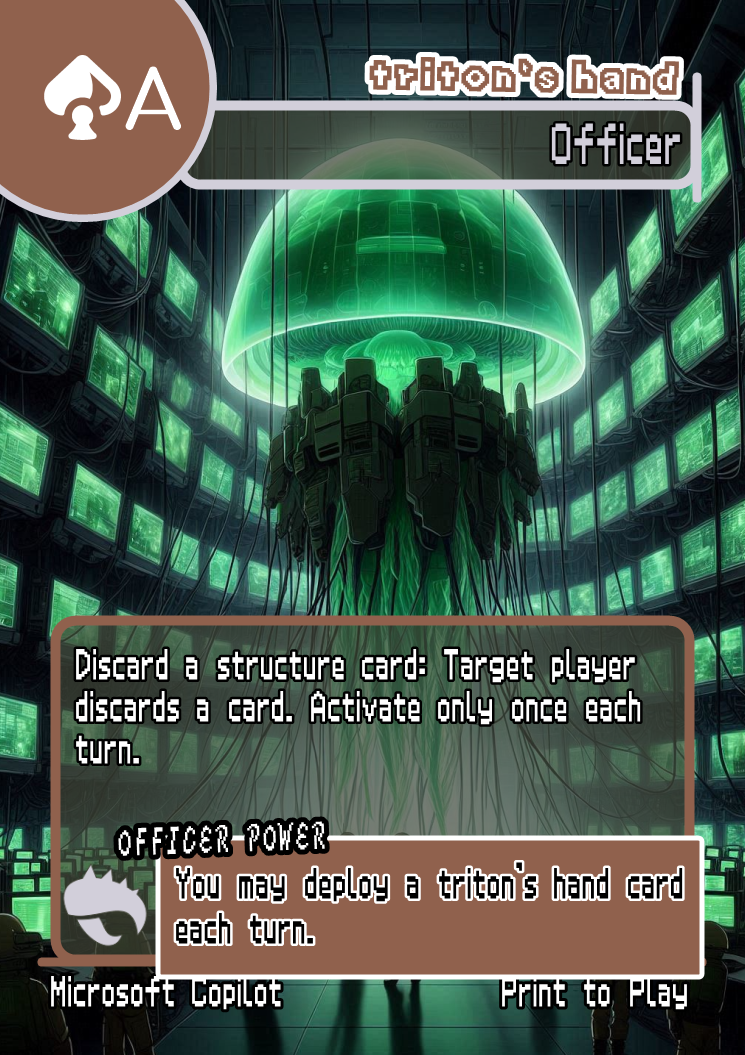 A
triton's hand
Officer
Discard a structure card: Target player
discards a card. Activate only once each
turn.
OFFICER POWER
You may deploy a triton's hand card
each turn.
Microsoft Copilot
Print to Play